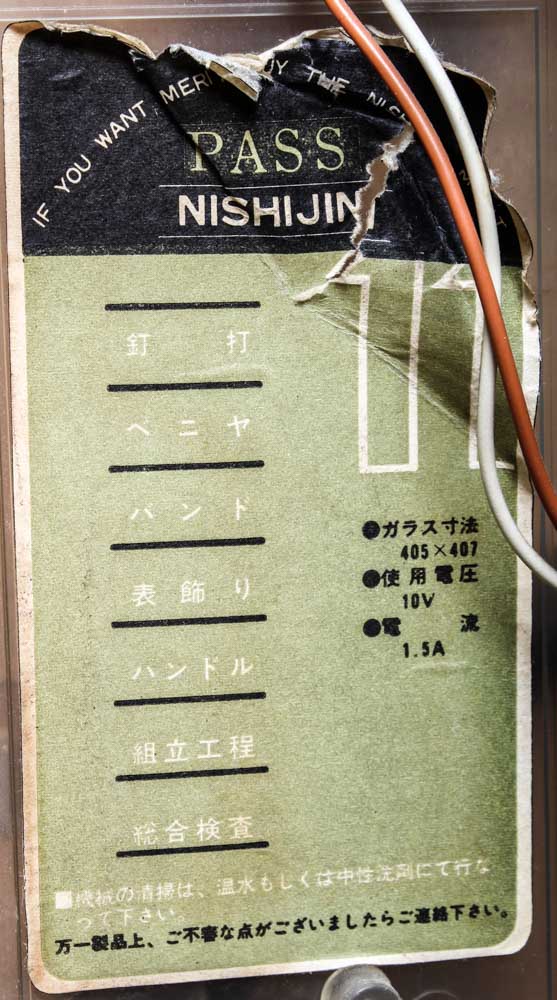 IF YOU WANT MERI UY THE NISH
PASS
NISHIJIN
11
釘打
ベニヤ
バンド
表飾り
ハンドル
組立工程
総合検査
●ガラス寸法
405×407
●使用電圧
10V
●電流
1.5A
■機械の清掃は、温水もしくは中性洗剤にて行な
って下さい。
万一製品上、ご不審な点がございましたらご連絡下さい。